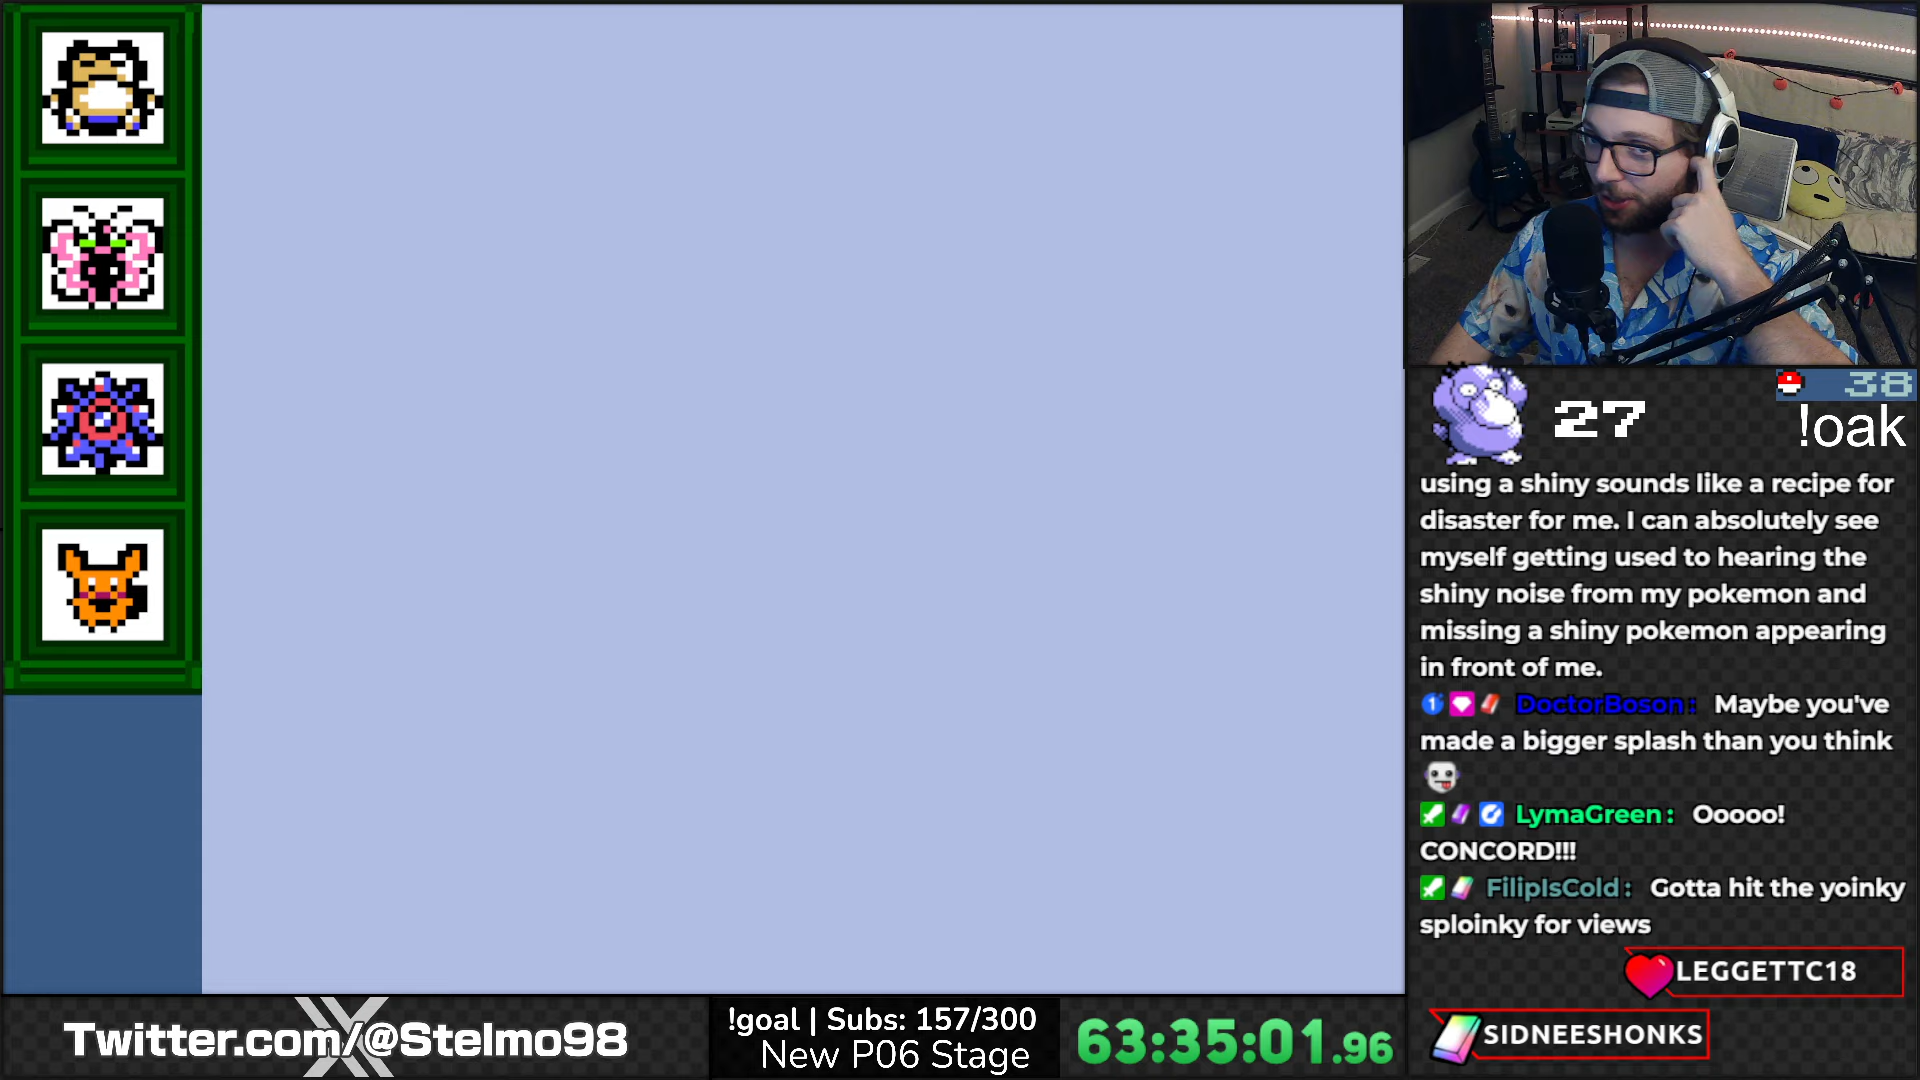 27
38
!oak
using a shiny sounds like a recipe for
disaster for me. I can absolutely see
myself getting used to hearing the
shiny noise from my pokemon and
missing a shiny pokemon appearing
in front of me.
DoctorBoson: Maybe you've
made a bigger splash than you think
LymaGreen: Ooooo!
CONCORD!!!
FilipIsCold: Gotta hit the yoinky
sploinky for views
LEGGETTC18
SIDNEESHONKS
Twitter.com/@Stelmo98
!goal | Subs: 157/300
New P06 Stage
63:35:01.96